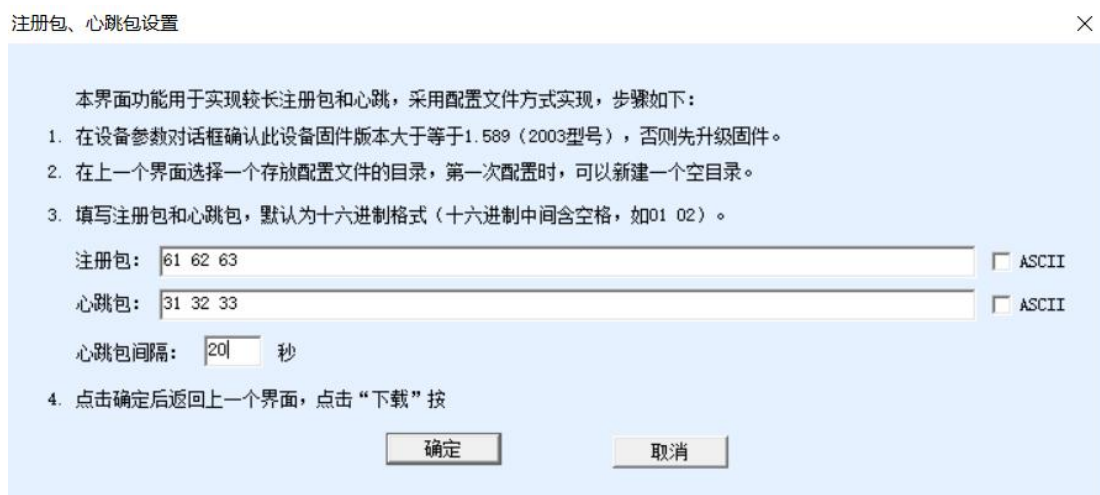 注册包、心跳包设置
本界面功能用于实现较长注册包和心跳，采用配置文件方式实现，步骤如下：
1. 在设备参数对话框确认此设备固件版本大于等于1.589（2003型号），否则先升级固件。
2. 在上一个界面选择一个存放配置文件的目录，第一次配置时，可以新建一个空目录。
3. 填写注册包和心跳包，默认为十六进制格式（十六进制中间含空格，如01 02）。
注册包： 61 62 63 ASCII
心跳包： 31 32 33 ASCII
心跳包间隔： 20 秒
4. 点击确定后返回上一个界面，点击“下载”按
确定 取消